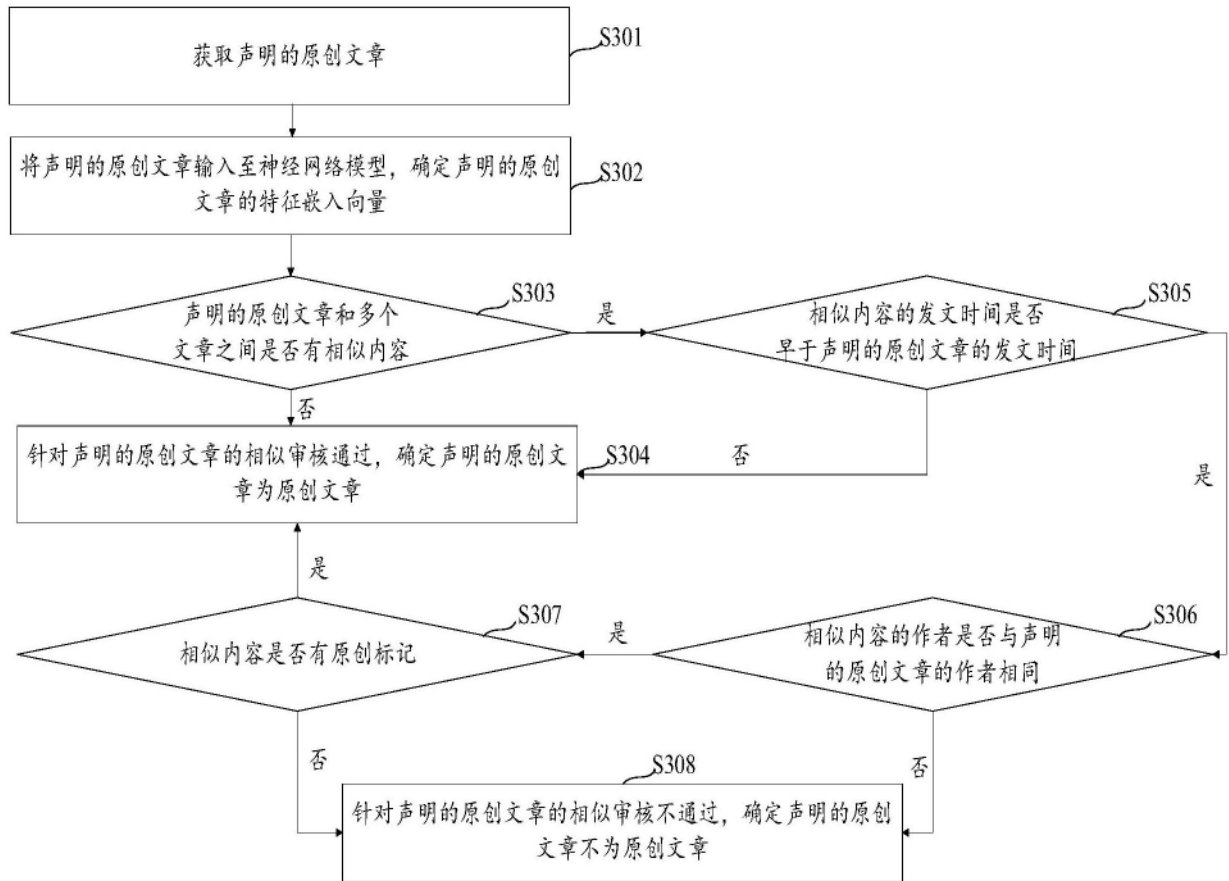 获取声明的原创文章
S301
将声明的原创文章输入至神经网络模型，确定声明的原创
文章的特征嵌入向量
S302
声明的原创文章和多个
文章之间是否有相似内容
S303
是
相似内容的发文时间是否
早于声明的原创文章的发文时间
S305
否
针对声明的原创文章的相似审核通过，确定声明的原创文
章为原创文章
S304
否
是
是
相似内容是否有原创标记
S307
是
相似内容的作者是否与声明
的原创文章的作者相同
S306
否
S308
否
针对声明的原创文章的相似审核不通过，确定声明的原创
文章不为原创文章